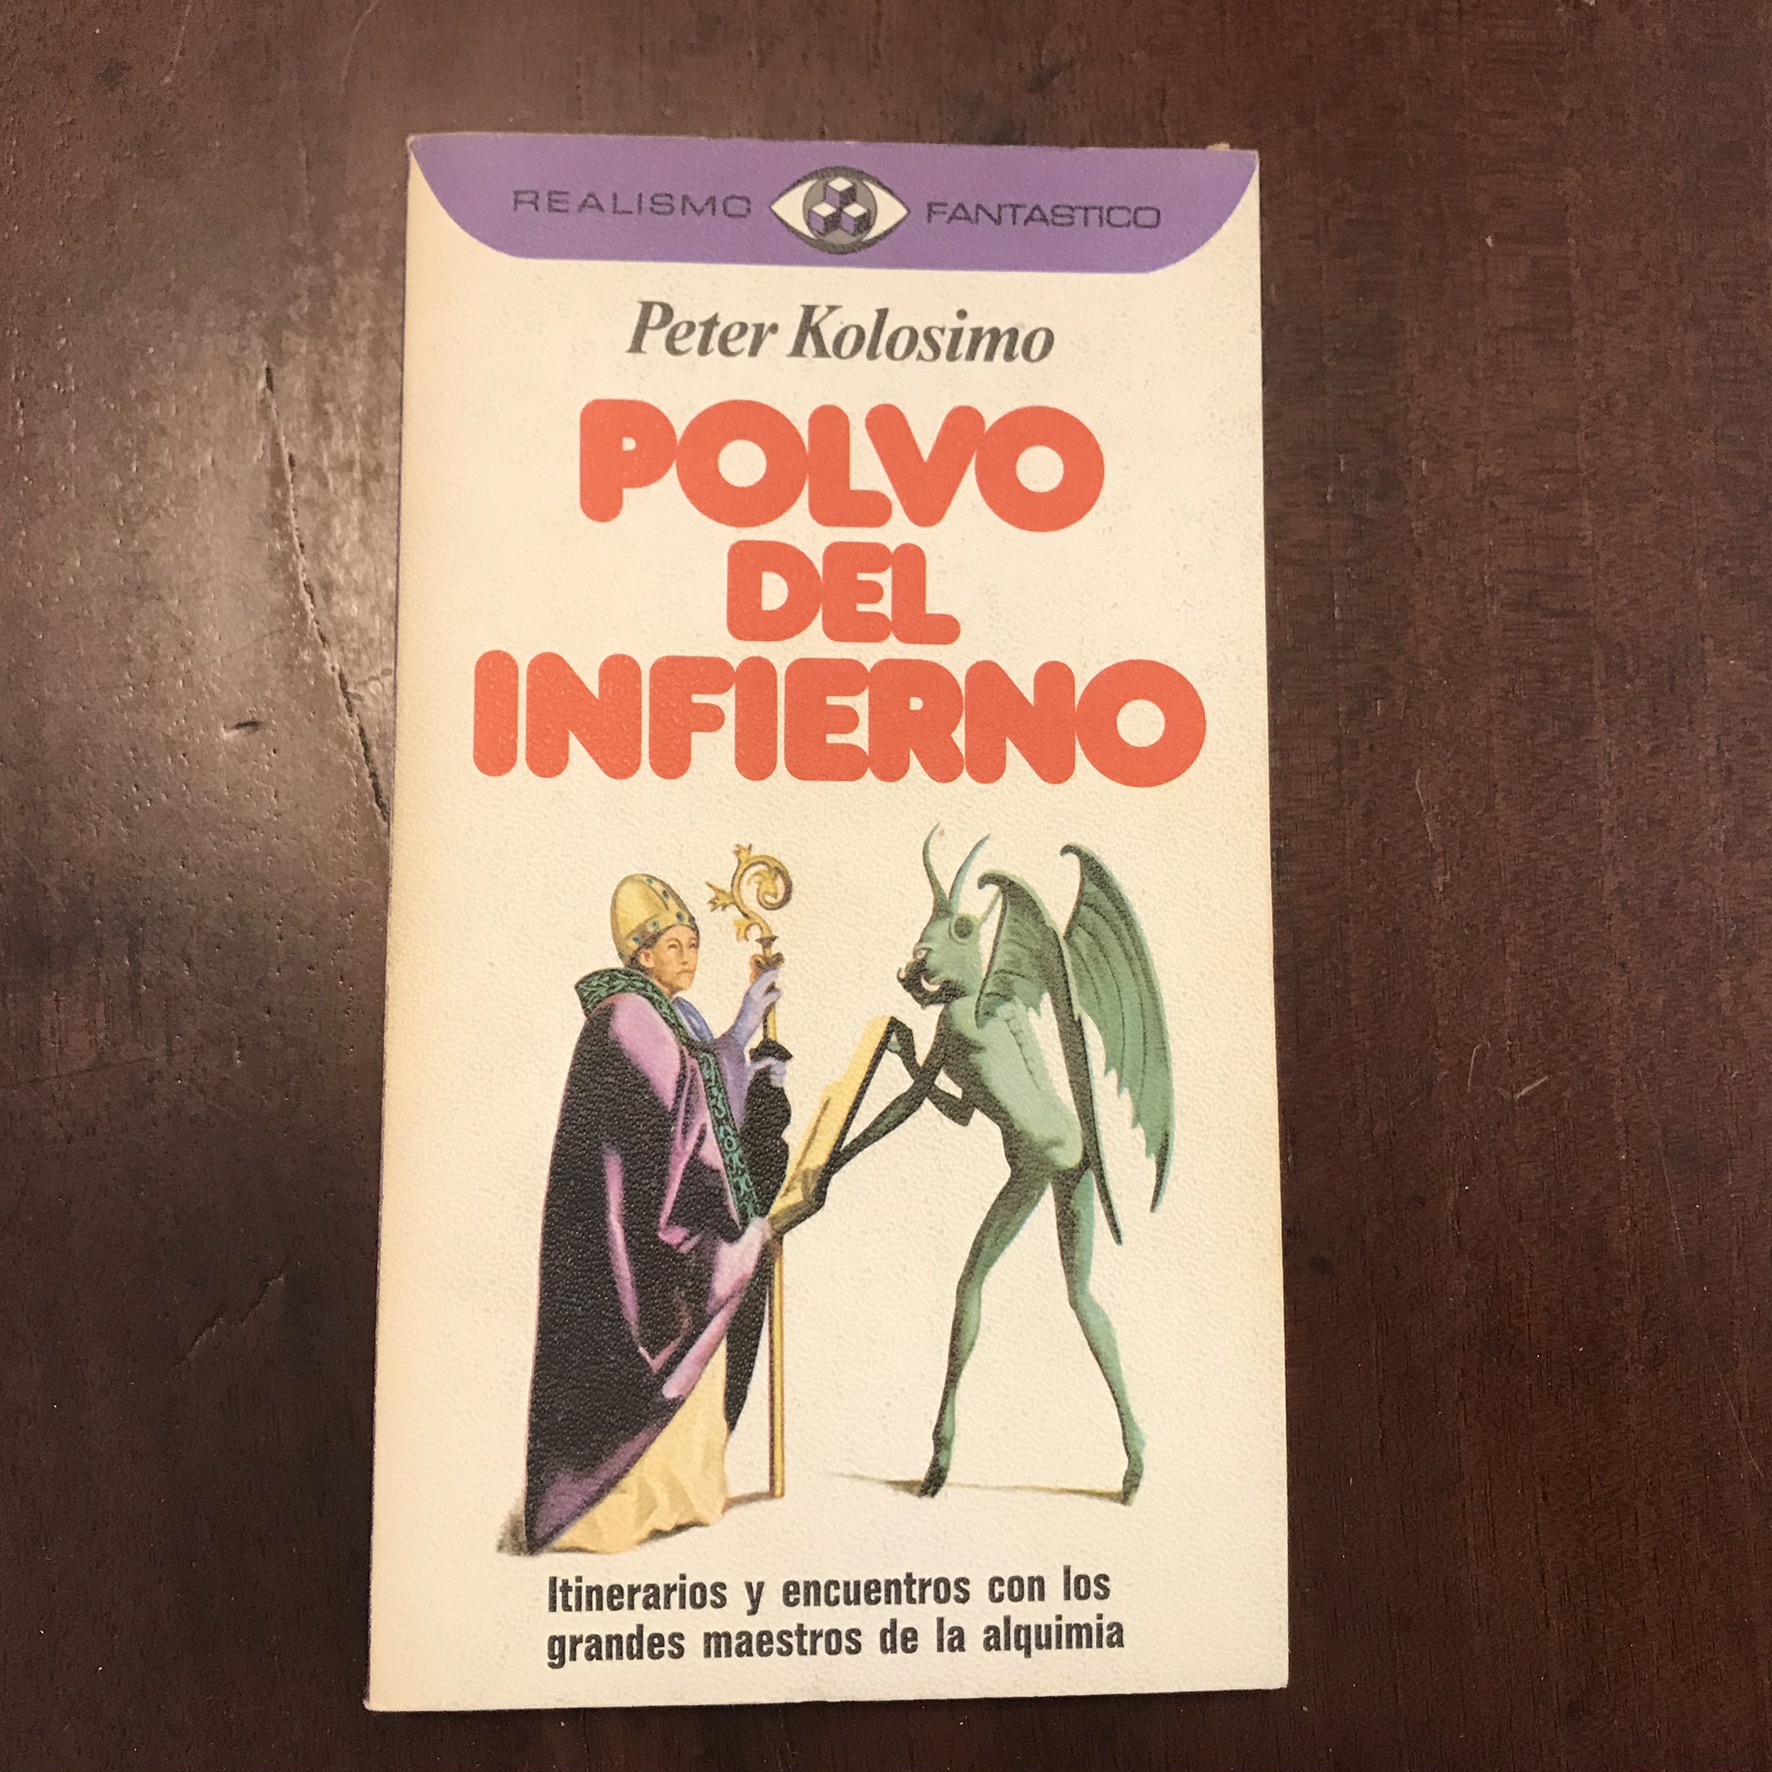 REALISMO FANTASTICO
Peter Kolosimo
POLVO
DEL
INFIERNO
Itinerarios y encuentros con los
grandes maestros de la alquimia